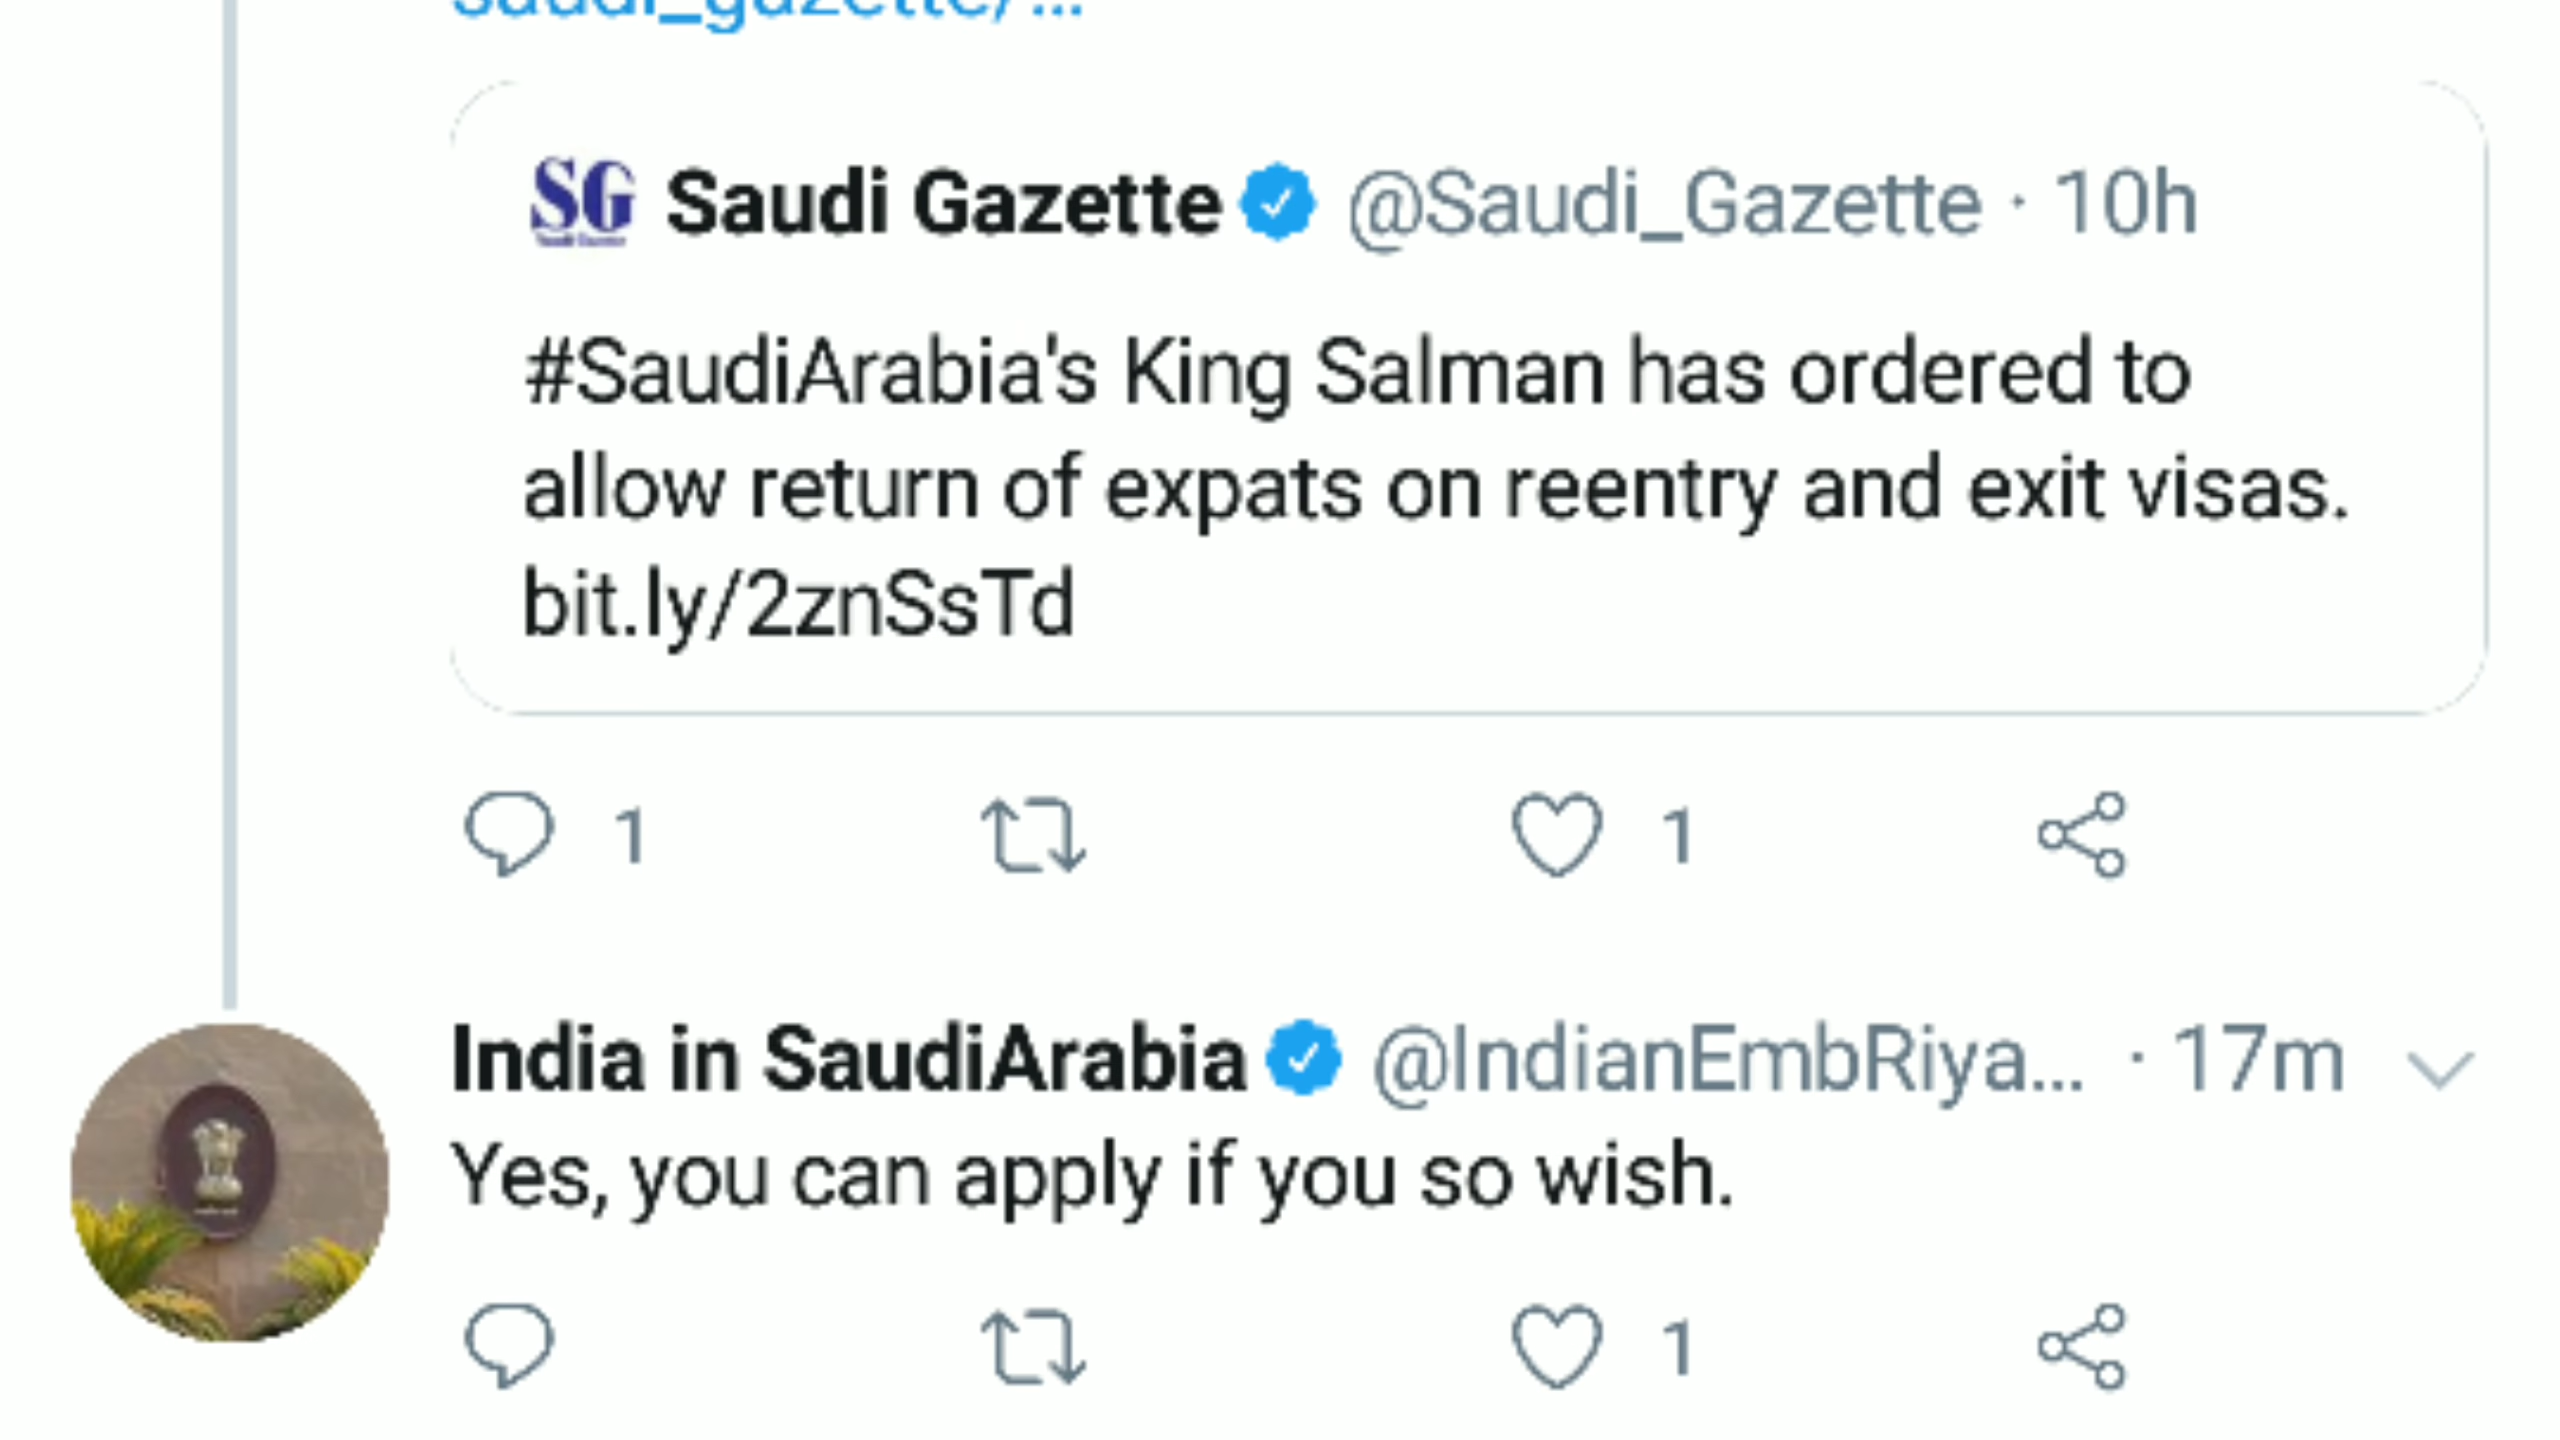 saudi_gazette/...
SG Saudi Gazette @Saudi_Gazette · 10h
#SaudiArabia's King Salman has ordered to
allow return of expats on reentry and exit visas.
bit.ly/2znSsTd
1 1
India in SaudiArabia @IndianEmbRiya... · 17m
Yes, you can apply if you so wish.
1